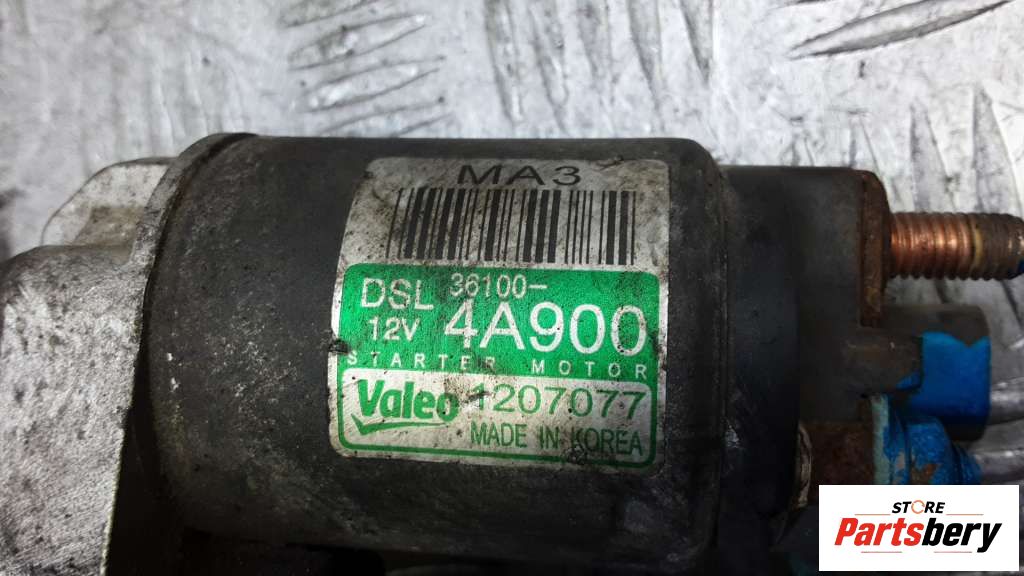 MA3
DSL 36100-
12V 4A900
STARTER MOTOR
Valeo 1207077
MADE IN KOREA
STORE
Partsbery